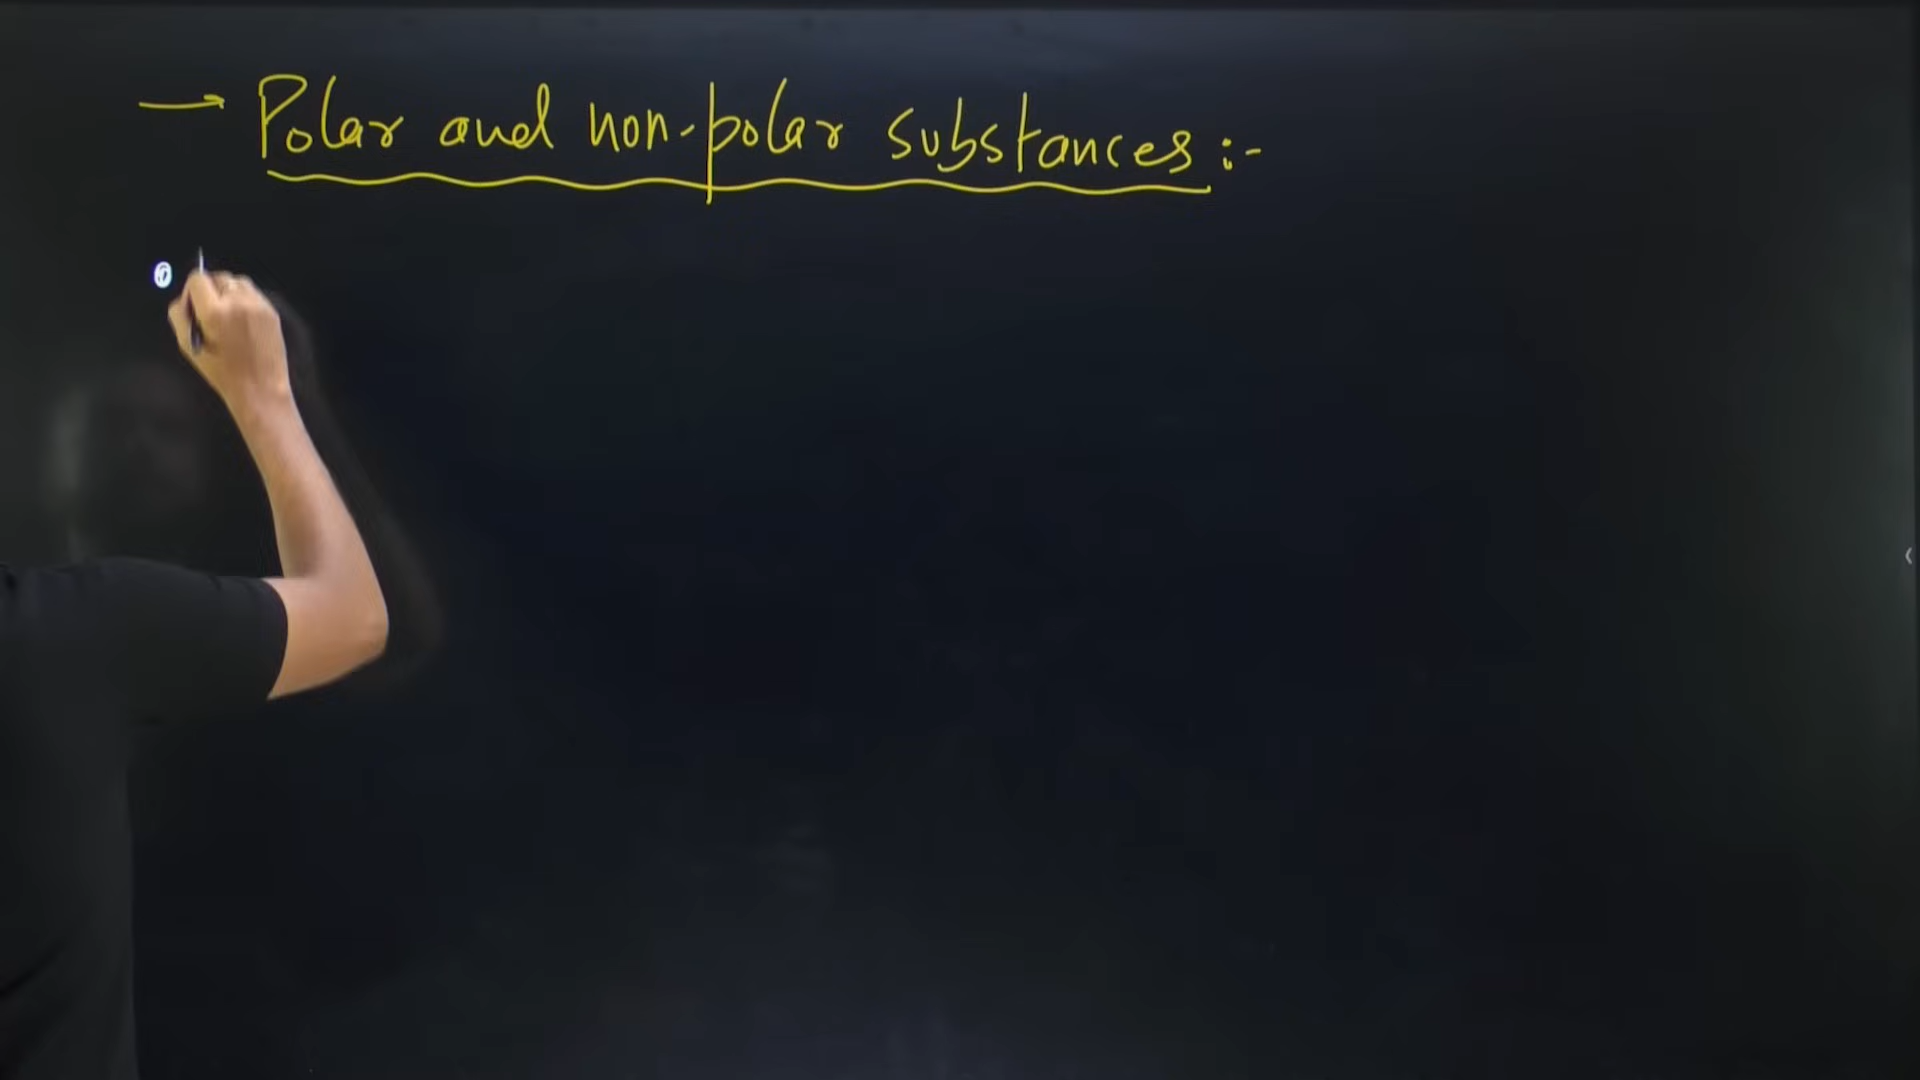 → Polar and non-polar substances :-